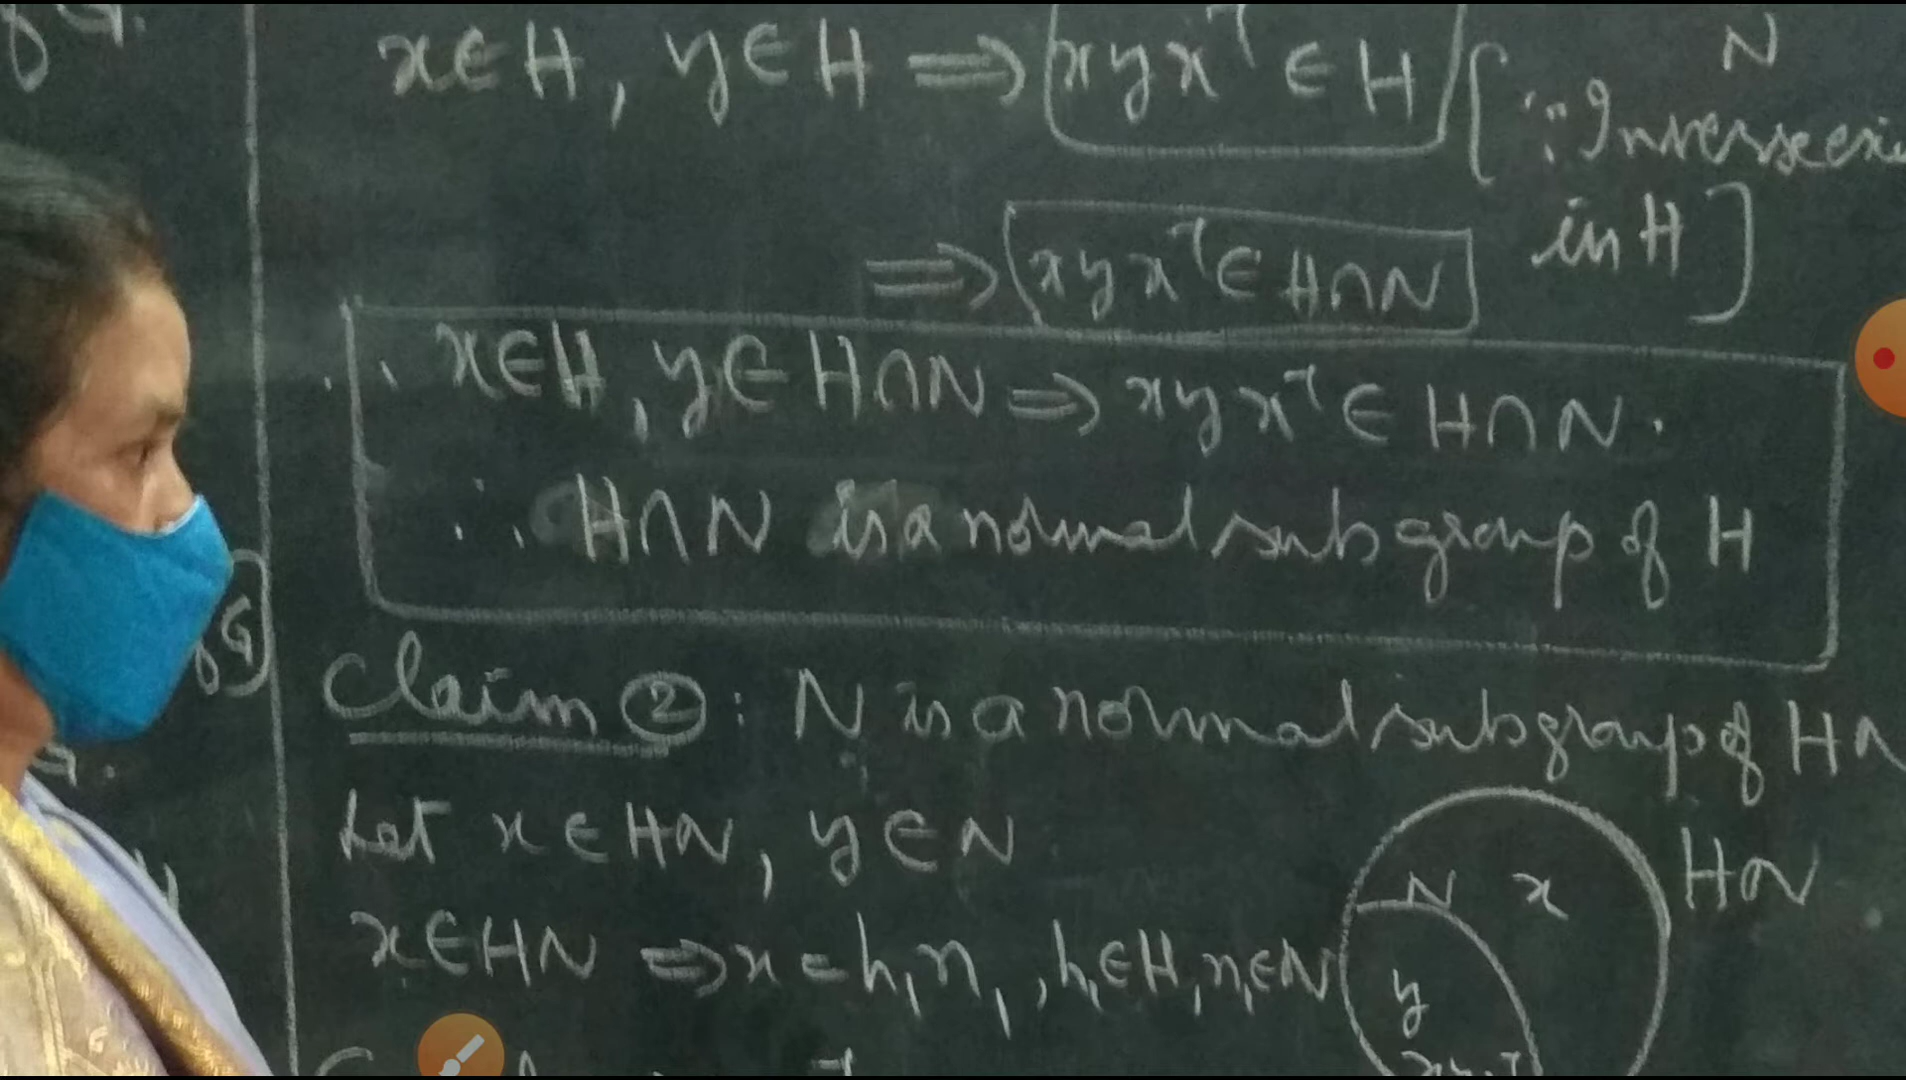 x∈H, y∈H ⟹ xyx⁻¹ ∈ H [
N
∵ Inverse
in H ]
⟹ xyx⁻¹ ∈ H∩N
∴ x∈H, y∈H∩N ⟹ xyx⁻¹ ∈ H∩N.
∴ H∩N is a normal subgroup of H
Claim ②: N is a normal subgroup of HN
Let x∈HN, y∈N
x∈HN ⟹ x = h₁n₁, h₁∈H, n₁∈N
HN
N x
y